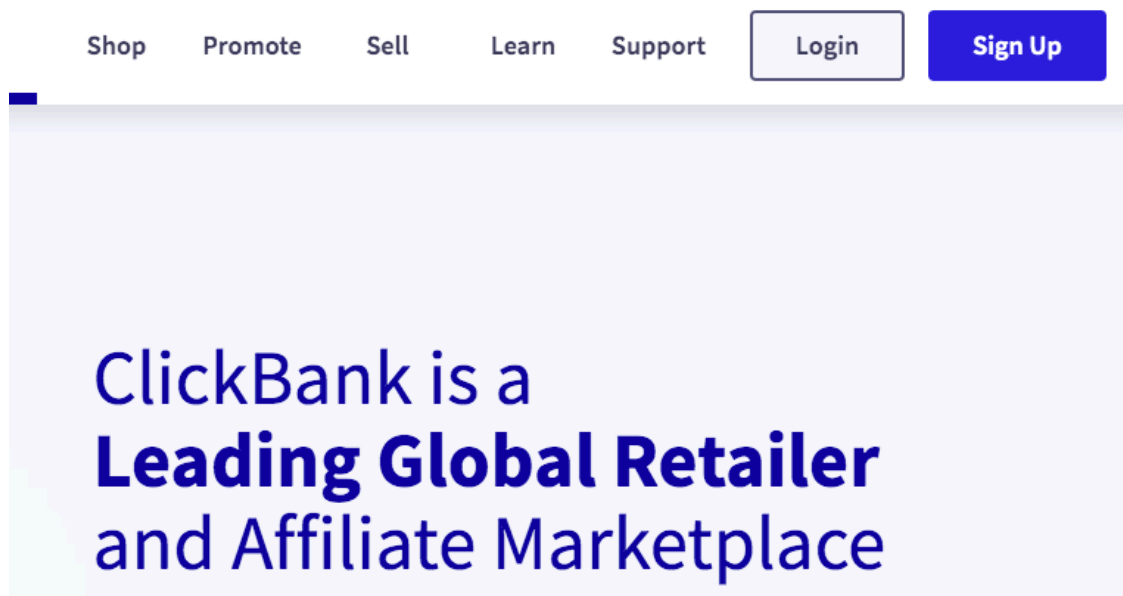 Shop Promote Sell Learn Support Login Sign Up
ClickBank is a
Leading Global Retailer
and Affiliate Marketplace